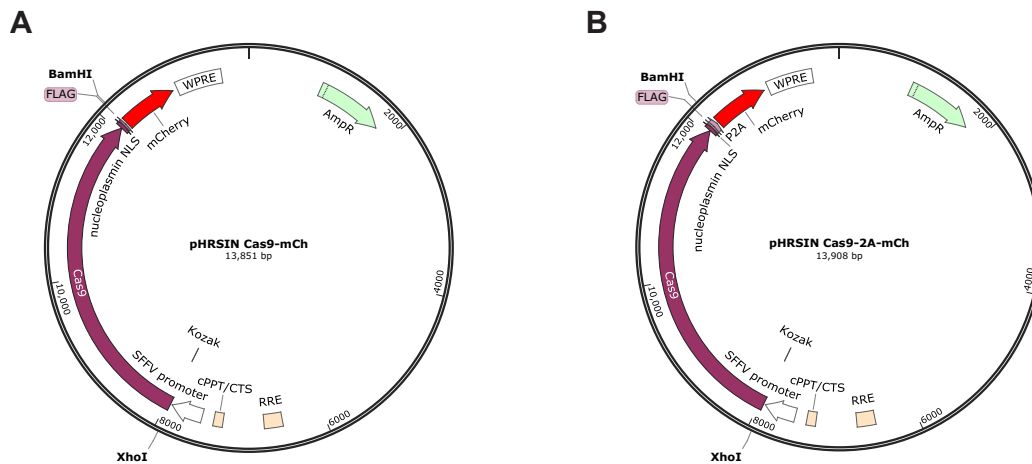 A
BamHI
FLAG
WPRE
mCherry
AmpR
2000
12,000
nucleoplasmin NLS
pHRSIN Cas9-mCh
13,851 bp
4000
Cas9
10,000
Kozak
SFFV promoter
cPPT/CTS
RRE
8000
6000
XhoI
B
BamHI
FLAG
WPRE
P2A
mCherry
AmpR
2000
12,000
nucleoplasmin NLS
pHRSIN Cas9-2A-mCh
13,908 bp
4000
Cas9
10,000
Kozak
SFFV promoter
cPPT/CTS
RRE
8000
6000
XhoI